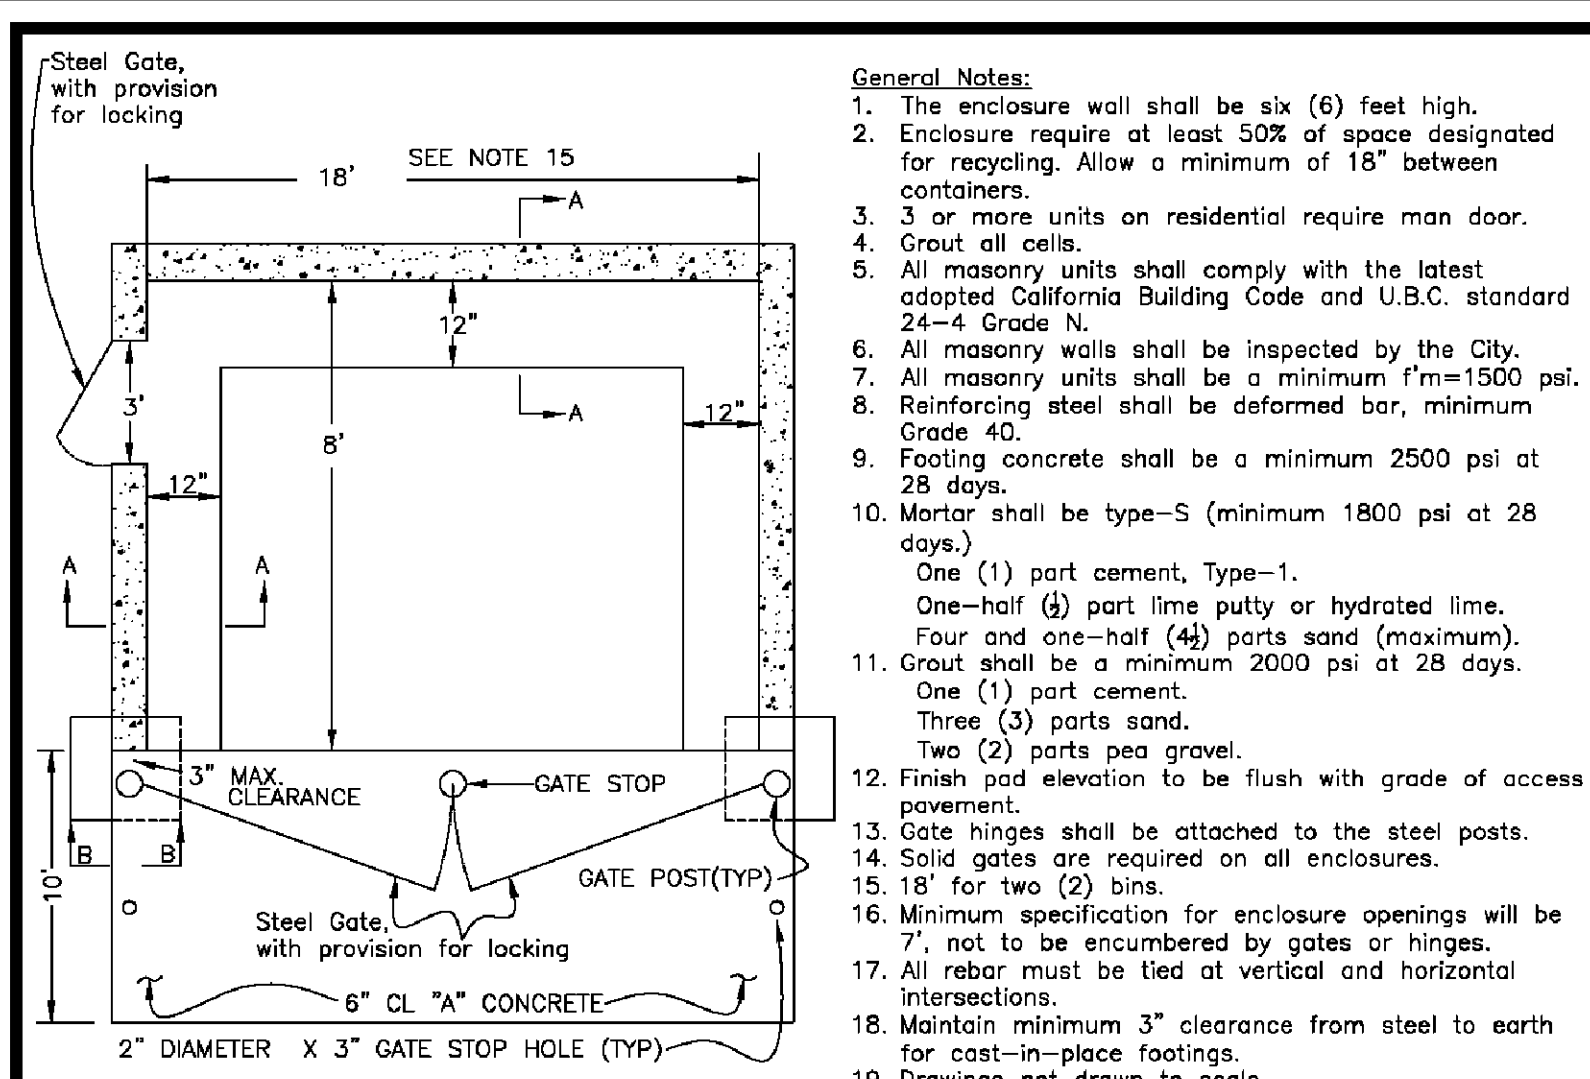 Steel Gate,
with provision
for locking
SEE NOTE 15
18'
A
12"
3'
A
12"
8'
12"
A
A
3" MAX.
CLEARANCE
GATE STOP
B
B
GATE POST(TYP)
10'
Steel Gate,
with provision for locking
6" CL "A" CONCRETE
2" DIAMETER X 3" GATE STOP HOLE (TYP)
General Notes:
1. The enclosure wall shall be six (6) feet high.
2. Enclosure require at least 50% of space designated
for recycling. Allow a minimum of 18" between
containers.
3. 3 or more units on residential require man door.
4. Grout all cells.
5. All masonry units shall comply with the latest
adopted California Building Code and U.B.C. standard
24-4 Grade N.
6. All masonry walls shall be inspected by the City.
7. All masonry units shall be a minimum f'm=1500 psi.
8. Reinforcing steel shall be deformed bar, minimum
Grade 40.
9. Footing concrete shall be a minimum 2500 psi at
28 days.
10. Mortar shall be type-S (minimum 1800 psi at 28
days.)
One (1) part cement, Type-1.
One-half (½) part lime putty or hydrated lime.
Four and one-half (4½) parts sand (maximum).
11. Grout shall be a minimum 2000 psi at 28 days.
One (1) part cement.
Three (3) parts sand.
Two (2) parts pea gravel.
12. Finish pad elevation to be flush with grade of access
pavement.
13. Gate hinges shall be attached to the steel posts.
14. Solid gates are required on all enclosures.
15. 18' for two (2) bins.
16. Minimum specification for enclosure openings will be
7', not to be encumbered by gates or hinges.
17. All rebar must be tied at vertical and horizontal
intersections.
18. Maintain minimum 3" clearance from steel to earth
for cast-in-place footings.
19. Drawings not drawn to scale